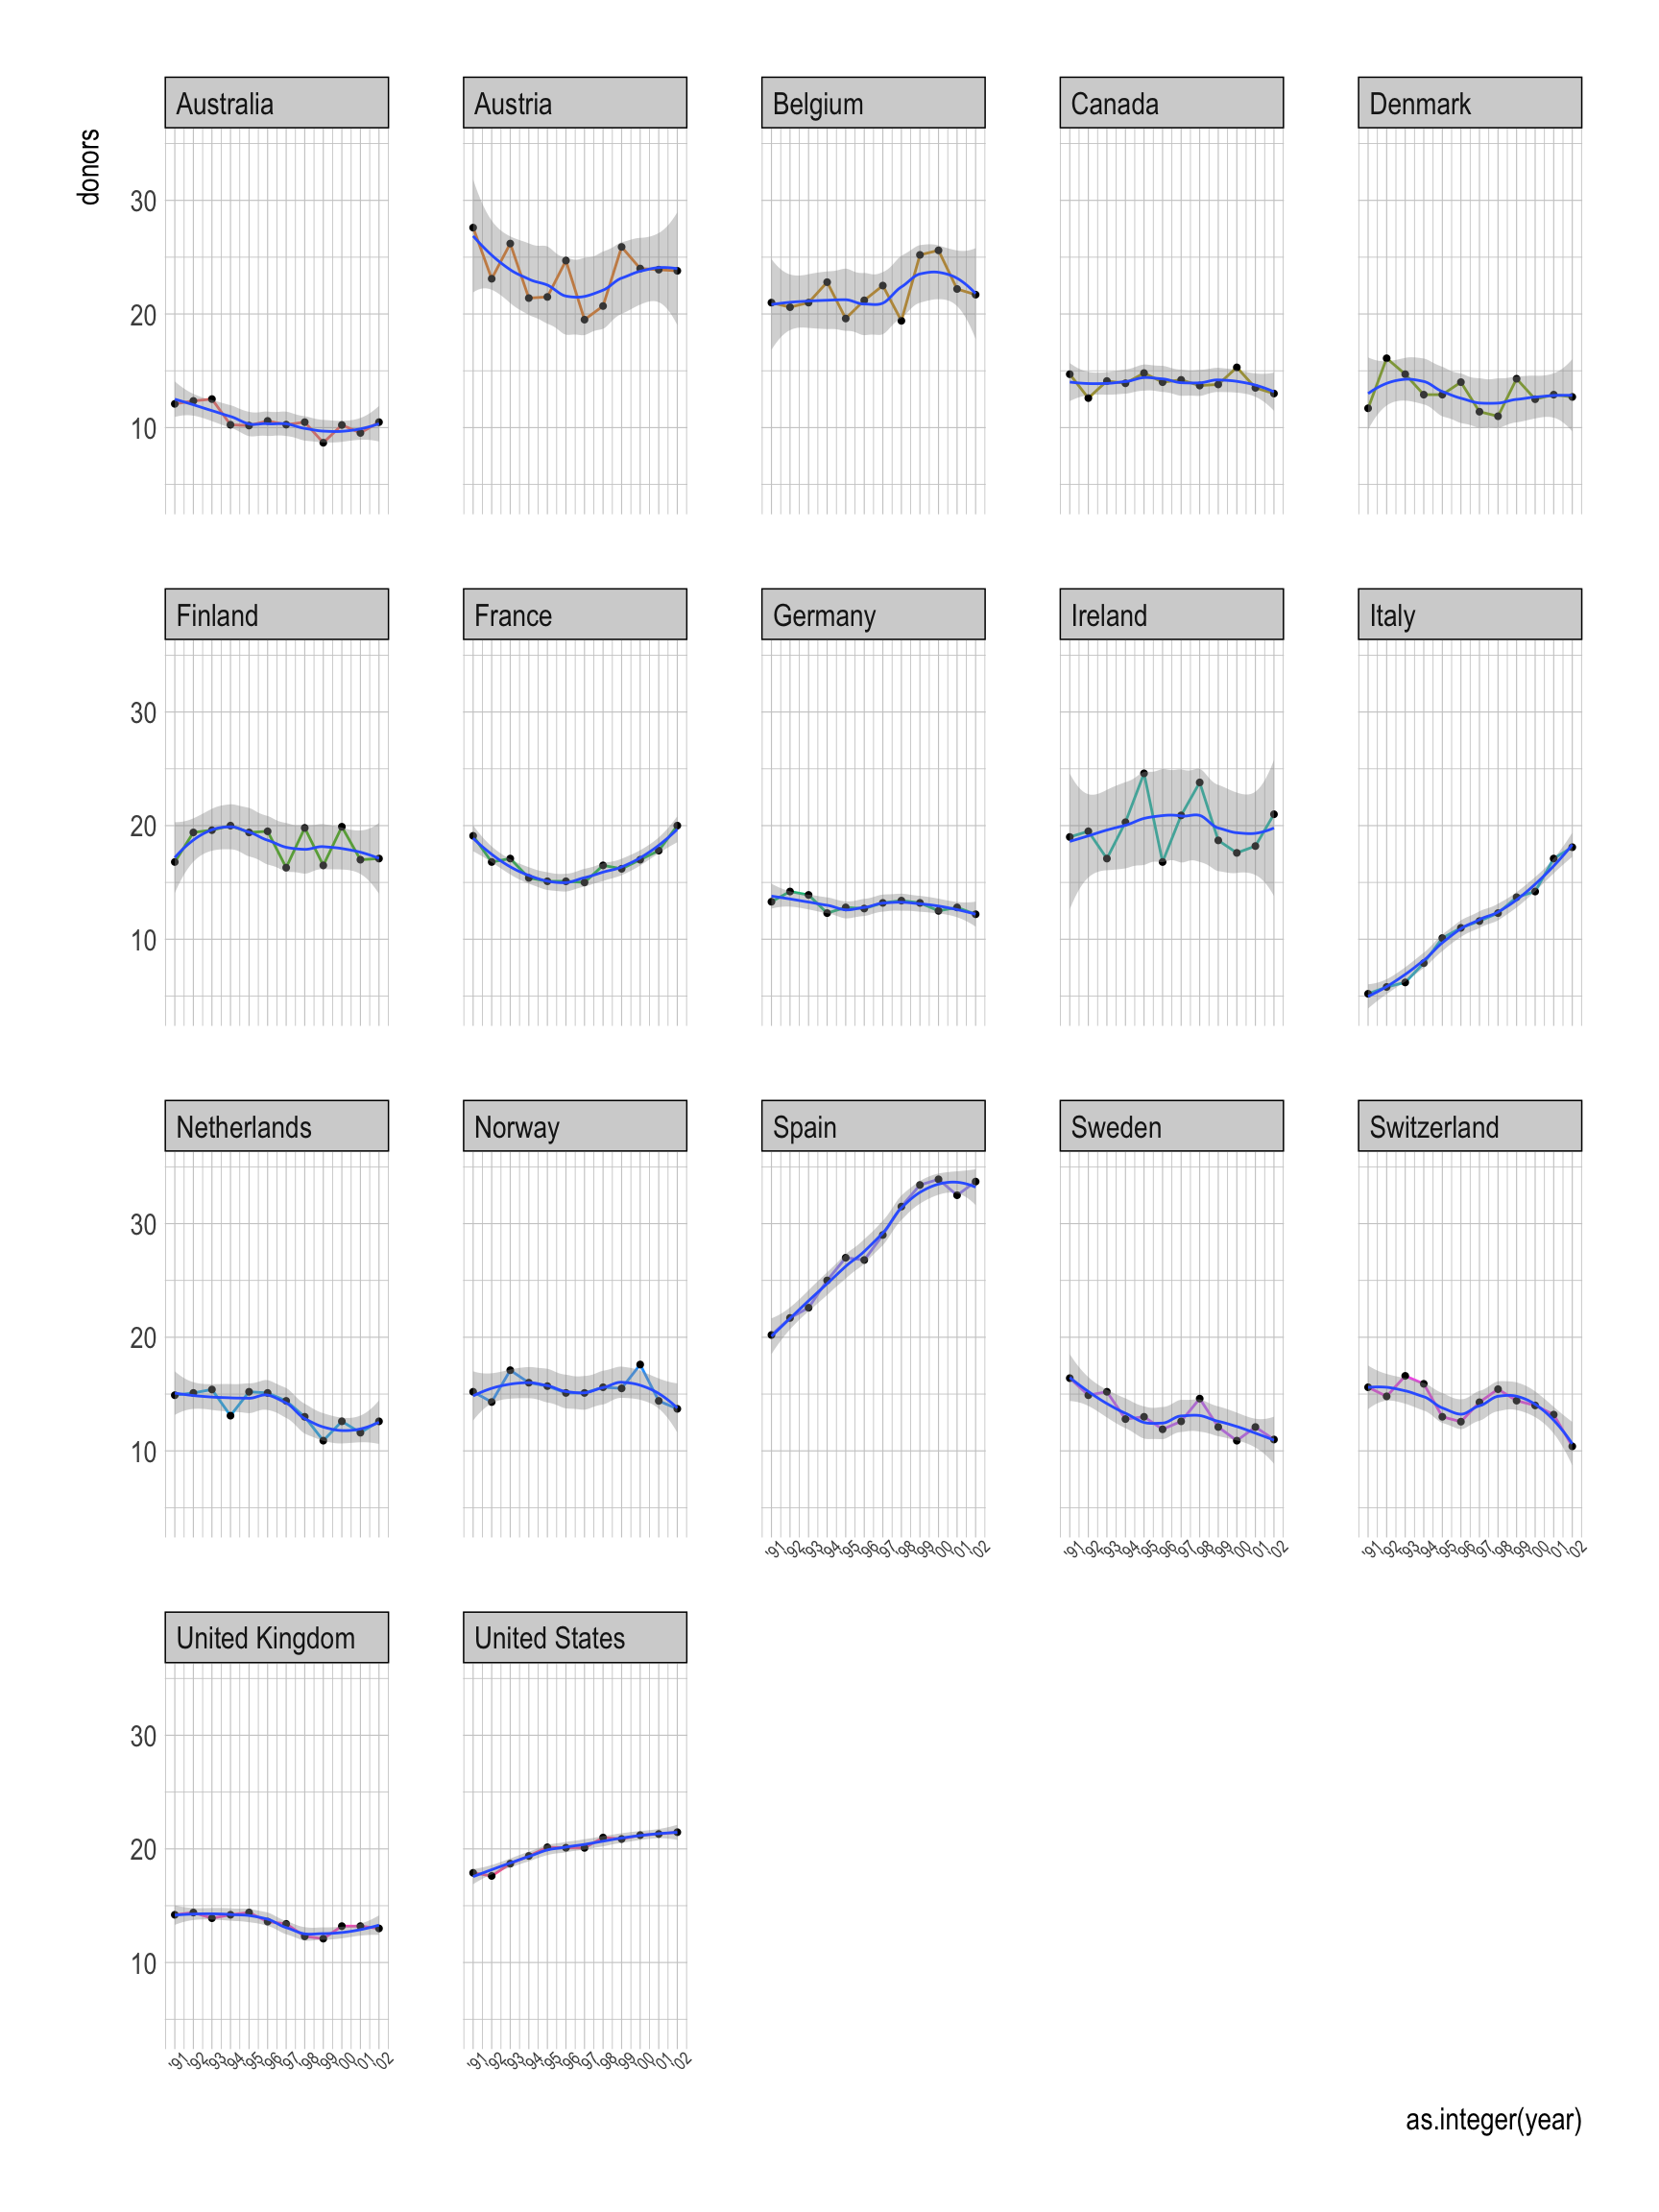 Australia Austria Belgium Canada Denmark
donors
30
20
10
Finland France Germany Ireland Italy
30
20
10
Netherlands Norway Spain Sweden Switzerland
30
20
10
'91 '92 '93 '94 '95 '96 '97 '98 '99 '00 '01 '02 '91 '92 '93 '94 '95 '96 '97 '98 '99 '00 '01 '02 '91 '92 '93 '94 '95 '96 '97 '98 '99 '00 '01 '02
United Kingdom United States
30
20
10
'91 '92 '93 '94 '95 '96 '97 '98 '99 '00 '01 '02 '91 '92 '93 '94 '95 '96 '97 '98 '99 '00 '01 '02
as.integer(year)